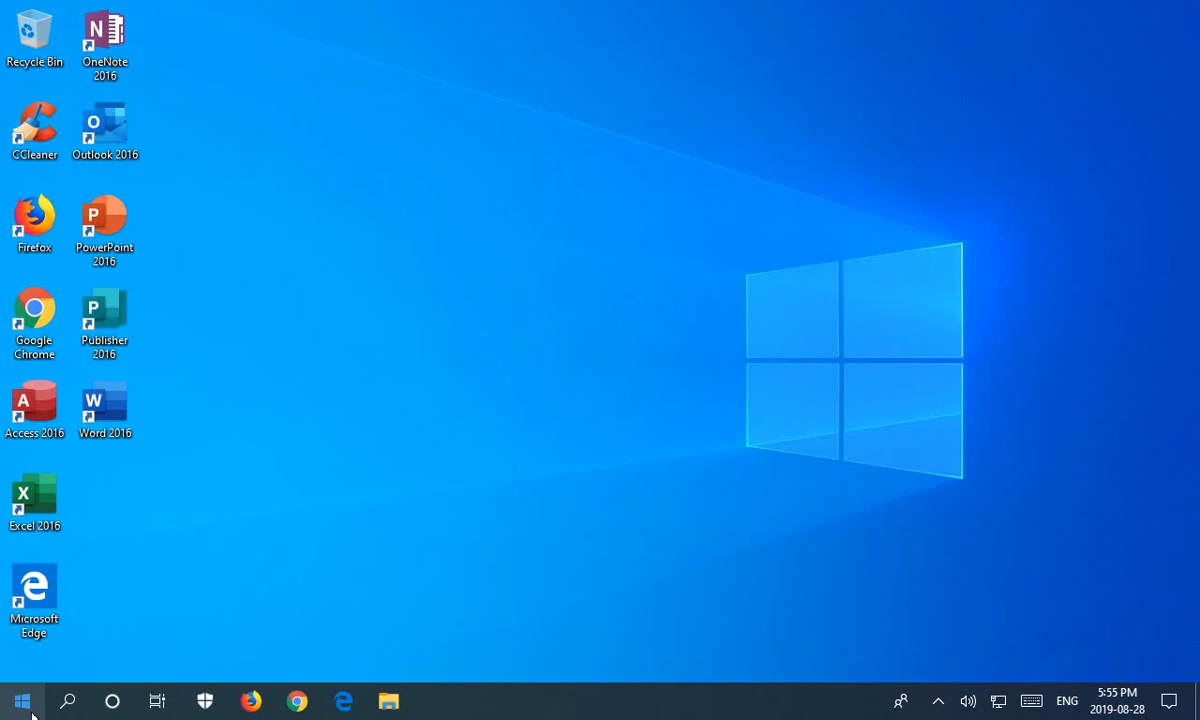 Recycle Bin
OneNote
2016
CCleaner
Outlook 2016
Firefox
PowerPoint
2016
Google
Chrome
Publisher
2016
Access 2016
Word 2016
Excel 2016
Microsoft
Edge
ENG
5:55 PM
2019-08-28